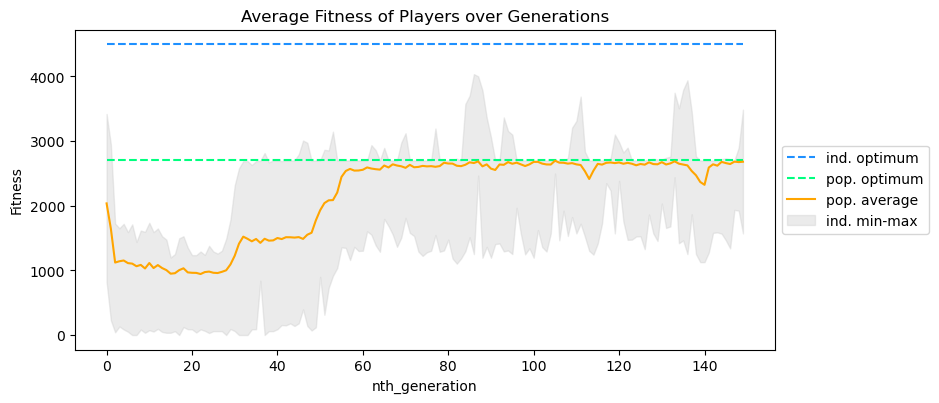 Average Fitness of Players over Generations
Fitness
4000
3000
2000
1000
0
0 20 40 60 80 100 120 140
nth_generation
ind. optimum
pop. optimum
pop. average
ind. min-max